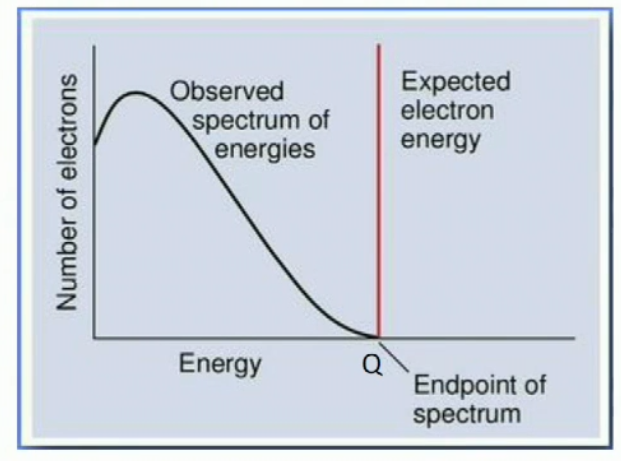 Observed
spectrum of
energies
Expected
electron
energy
Number of electrons
Energy
Q
Endpoint of
spectrum